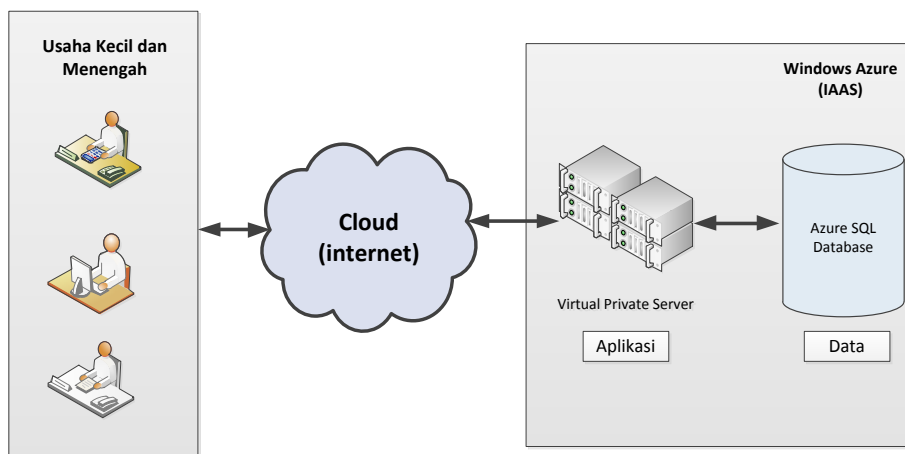 Usaha Kecil dan
Menengah
Cloud
(internet)
Windows Azure
(IAAS)
Azure SQL
Database
Virtual Private Server
Aplikasi
Data